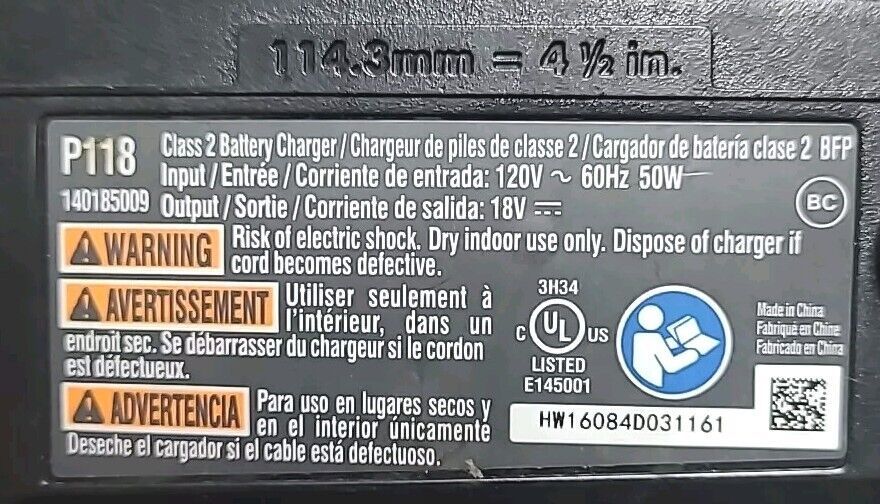 114.3mm = 4 ½ in.
P118 Class 2 Battery Charger / Chargeur de piles de classe 2 / Cargador de batería clase 2 BFP
Input / Entrée / Corriente de entrada: 120V ~ 60Hz 50W
140185009 Output / Sortie / Corriente de salida: 18V ⎓
BC
WARNING Risk of electric shock. Dry indoor use only. Dispose of charger if
cord becomes defective.
AVERTISSEMENT Utiliser seulement à
l'intérieur, dans un
endroit sec. Se débarrasser du chargeur si le cordon
est défectueux.
ADVERTENCIA Para uso en lugares secos y
en el interior únicamente
Deseche el cargador si el cable está defectuoso.
3H34
C UL US
LISTED
E145001
Made in China
Fabriqué en Chine
Fabricado en China
HW16084D031161